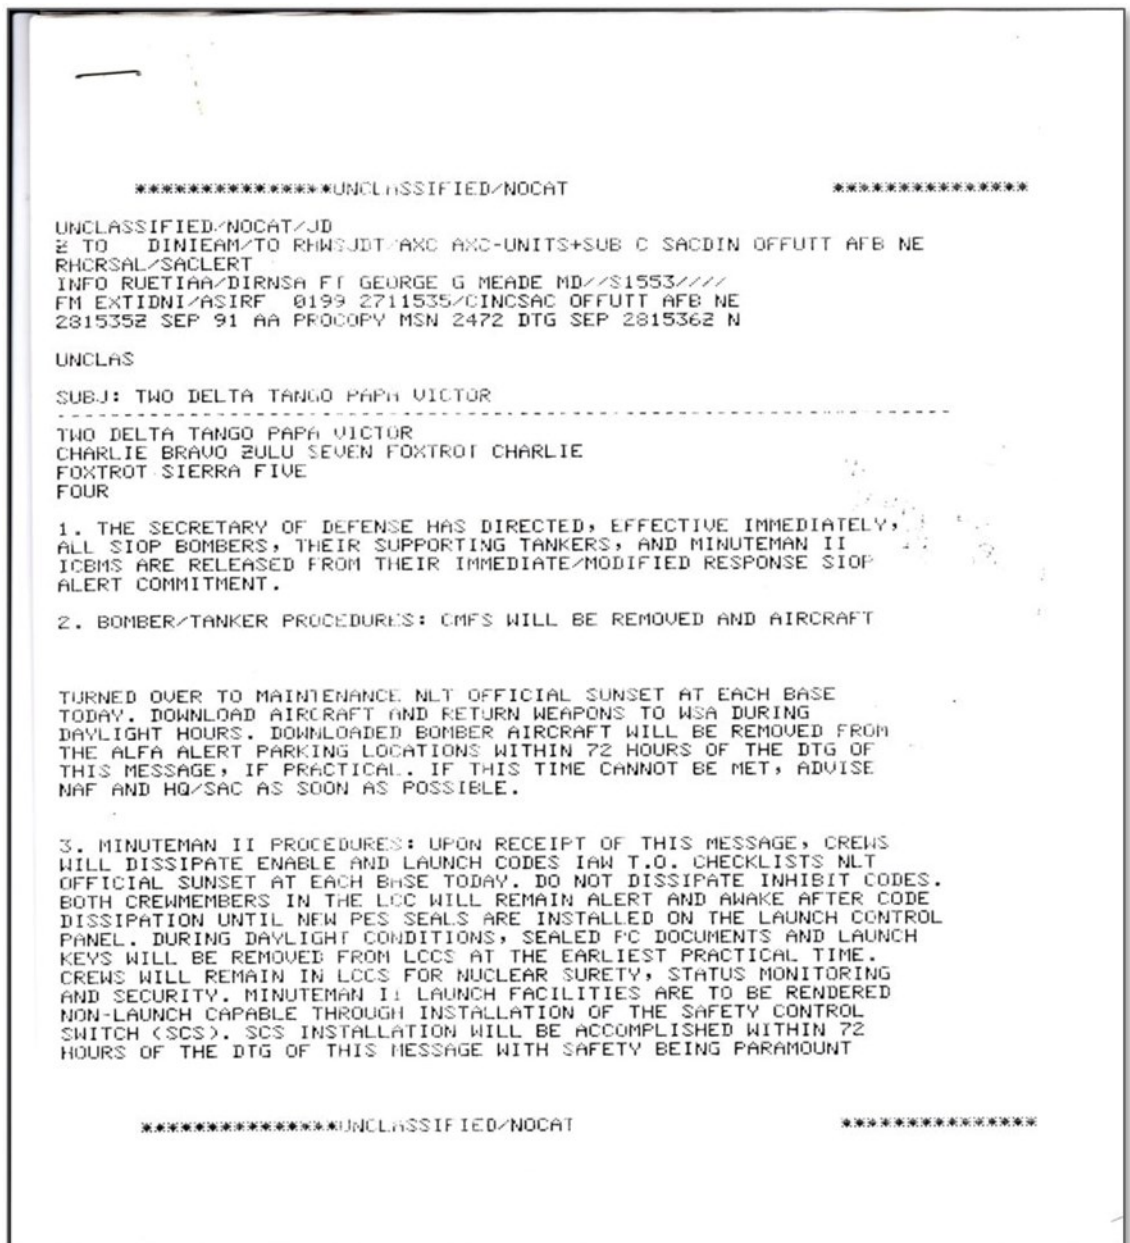 ***************UNCLASSIFIED/NOCAT ***************
UNCLASSIFIED/NOCAT/JD
Z TO DINIEAM/TO RHWSJDT/AXC AXC-UNITS+SUB C SACDIN OFFUTT AFB NE
RHCRSAL/SACLERT
INFO RUETIAA/DIRNSA FT GEORGE G MEADE MD//S1553////
FM EXTIDNI/ASIRF 0199 2711535/CINCSAC OFFUTT AFB NE
281535Z SEP 91 AA PROCOPY MSN 2472 DTG SEP 281536Z N
UNCLAS
SUBJ: TWO DELTA TANGO PAPA VICTOR
TWO DELTA TANGO PAPA VICTOR
CHARLIE BRAVO ZULU SEVEN FOXTROT CHARLIE
FOXTROT SIERRA FIVE
FOUR
1. THE SECRETARY OF DEFENSE HAS DIRECTED, EFFECTIVE IMMEDIATELY,
ALL SIOP BOMBERS, THEIR SUPPORTING TANKERS, AND MINUTEMAN II
ICBMS ARE RELEASED FROM THEIR IMMEDIATE/MODIFIED RESPONSE SIOP
ALERT COMMITMENT.
2. BOMBER/TANKER PROCEDURES: CMFS WILL BE REMOVED AND AIRCRAFT
TURNED OVER TO MAINTENANCE NLT OFFICIAL SUNSET AT EACH BASE
TODAY. DOWNLOAD AIRCRAFT AND RETURN WEAPONS TO WSA DURING
DAYLIGHT HOURS. DOWNLOADED BOMBER AIRCRAFT WILL BE REMOVED FROM
THE ALFA ALERT PARKING LOCATIONS WITHIN 72 HOURS OF THE DTG OF
THIS MESSAGE, IF PRACTICAL. IF THIS TIME CANNOT BE MET, ADVISE
NAF AND HQ/SAC AS SOON AS POSSIBLE.
3. MINUTEMAN II PROCEDURES: UPON RECEIPT OF THIS MESSAGE, CREWS
WILL DISSIPATE ENABLE AND LAUNCH CODES IAW T.O. CHECKLISTS NLT
OFFICIAL SUNSET AT EACH BASE TODAY. DO NOT DISSIPATE INHIBIT CODES.
BOTH CREWMEMBERS IN THE LCC WILL REMAIN ALERT AND AWAKE AFTER CODE
DISSIPATION UNTIL NEW PES SEALS ARE INSTALLED ON THE LAUNCH CONTROL
PANEL. DURING DAYLIGHT CONDITIONS, SEALED PC DOCUMENTS AND LAUNCH
KEYS WILL BE REMOVED FROM LCCS AT THE EARLIEST PRACTICAL TIME.
CREWS WILL REMAIN IN LCCS FOR NUCLEAR SURETY, STATUS MONITORING
AND SECURITY. MINUTEMAN II LAUNCH FACILITIES ARE TO BE RENDERED
NON-LAUNCH CAPABLE THROUGH INSTALLATION OF THE SAFETY CONTROL
SWITCH (SCS). SCS INSTALLATION WILL BE ACCOMPLISHED WITHIN 72
HOURS OF THE DTG OF THIS MESSAGE WITH SAFETY BEING PARAMOUNT
***************UNCLASSIFIED/NOCAT ***************